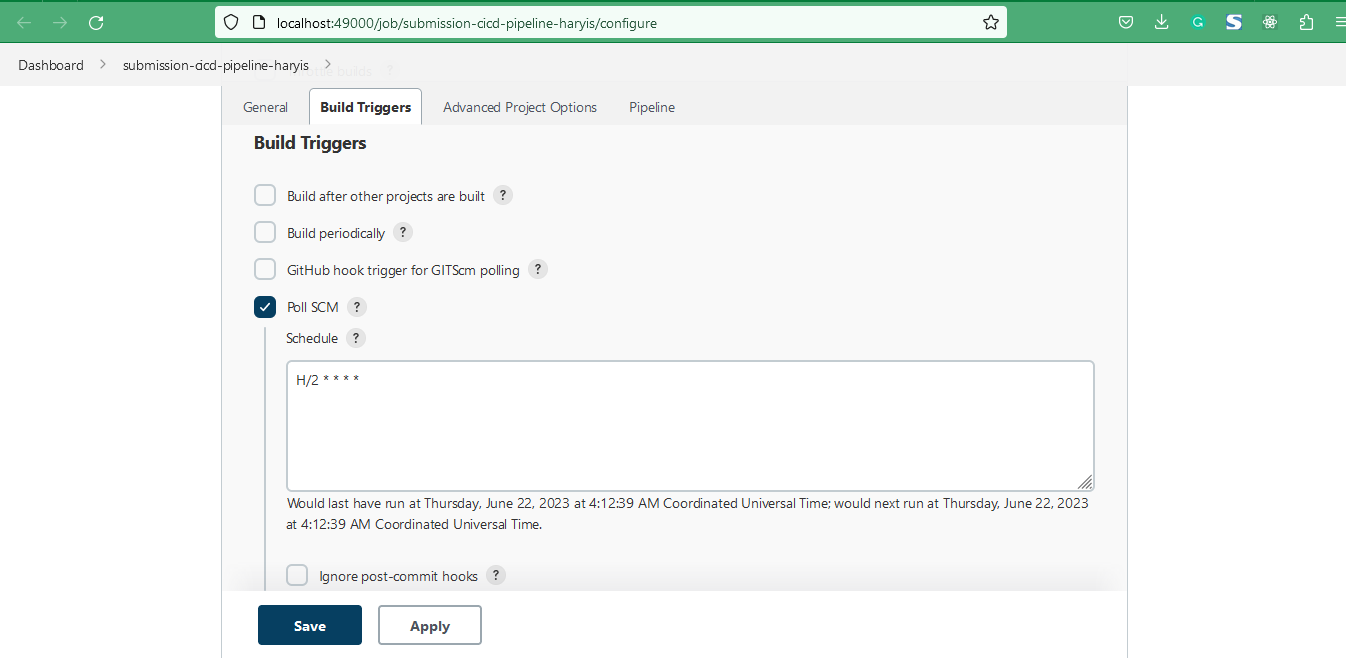 localhost:49000/job/submission-cicd-pipeline-haryis/configure
Dashboard > submission-cicd-pipeline-haryis >
General Build Triggers Advanced Project Options Pipeline
Build Triggers
Build after other projects are built ?
Build periodically ?
GitHub hook trigger for GITScm polling ?
Poll SCM ?
Schedule ?
H/2 * * * *
Would last have run at Thursday, June 22, 2023 at 4:12:39 AM Coordinated Universal Time; would next run at Thursday, June 22, 2023
at 4:12:39 AM Coordinated Universal Time.
Ignore post-commit hooks ?
Save Apply